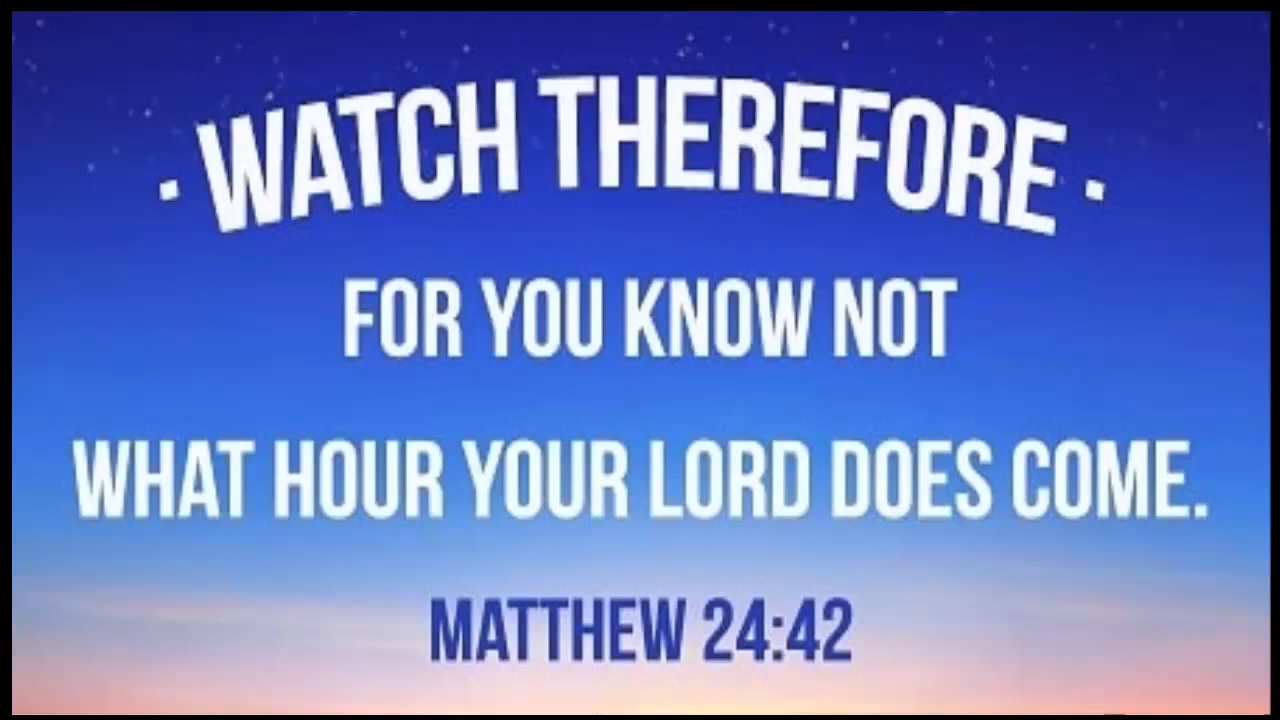 · WATCH THEREFORE ·
FOR YOU KNOW NOT
WHAT HOUR YOUR LORD DOES COME.
MATTHEW 24:42